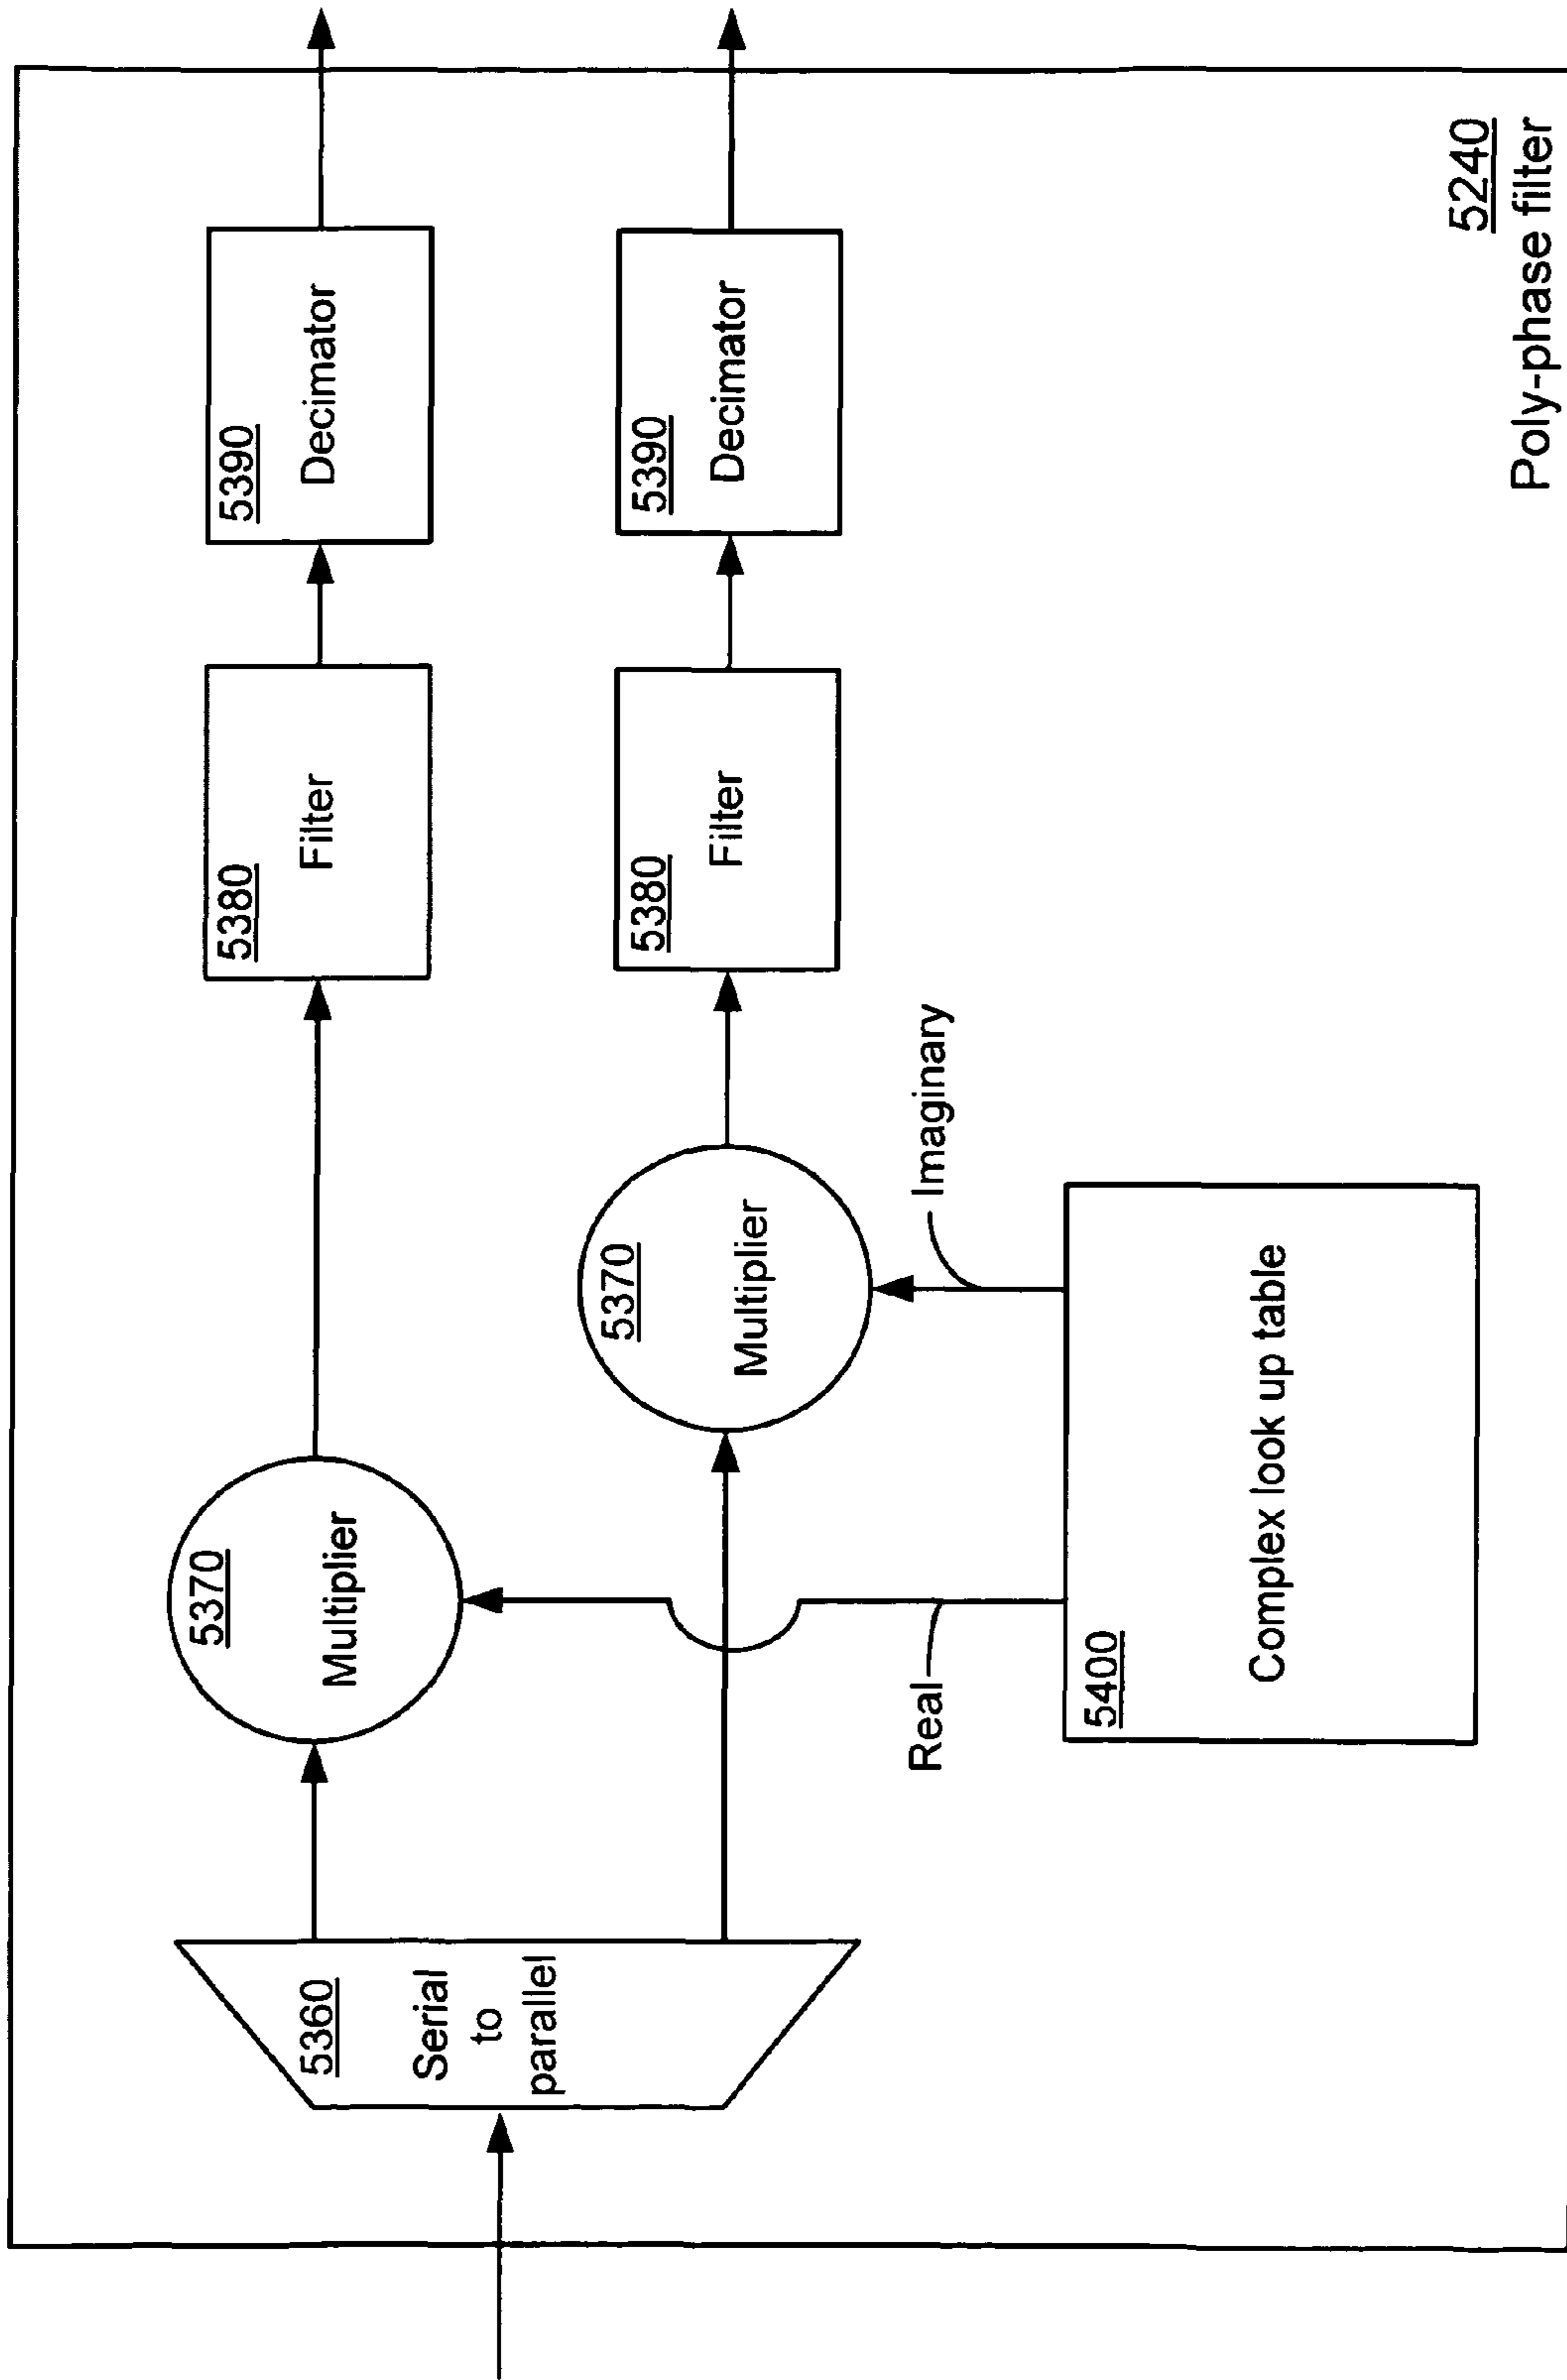 5360
Serial
to
parallel
5370
Multiplier
5380
Filter
5390
Decimator
5370
Multiplier
5380
Filter
5390
Decimator
Real
Imaginary
5400
Complex look up table
5240
Poly-phase filter